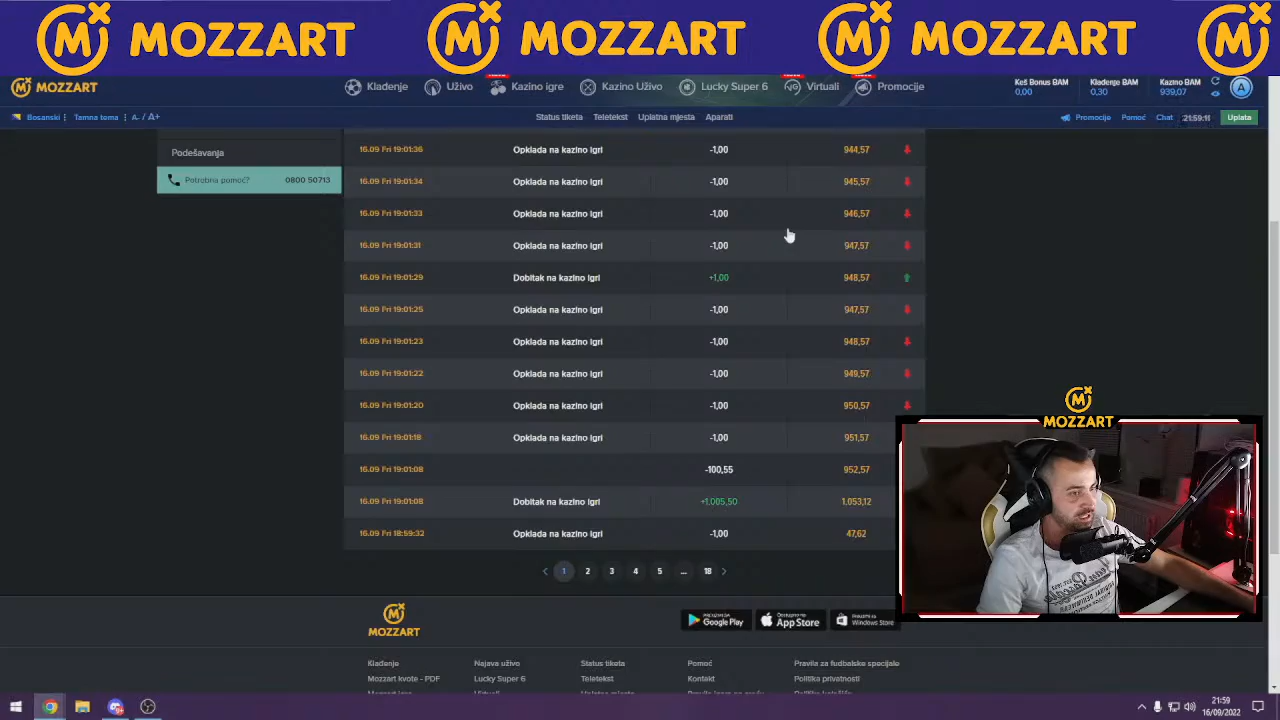 MOZZART MOZZART MOZZART
MOZZART Klađenje Uživo Kazino igre Kazino Uživo Lucky Super 6 Virtuali Promocije Keš Bonus BAM 0,00 Klađenje BAM 0,30 Kazino BAM 939,07 A
Bosanski Tamna tema A- / A+ Status tiketa Teletekst Uplatna mjesta Aparati Promocije Pomoć Chat 21:59:11 Uplata
Podešavanja
Potrebna pomoć? 0800 50713
16.09 Fri 19:01:36 Opklada na kazino igri -1,00 944,57
16.09 Fri 19:01:34 Opklada na kazino igri -1,00 945,57
16.09 Fri 19:01:33 Opklada na kazino igri -1,00 946,57
16.09 Fri 19:01:31 Opklada na kazino igri -1,00 947,57
16.09 Fri 19:01:29 Dobitak na kazino igri +1,00 948,57
16.09 Fri 19:01:25 Opklada na kazino igri -1,00 947,57
16.09 Fri 19:01:23 Opklada na kazino igri -1,00 948,57
16.09 Fri 19:01:22 Opklada na kazino igri -1,00 949,57
16.09 Fri 19:01:20 Opklada na kazino igri -1,00 950,57
16.09 Fri 19:01:18 Opklada na kazino igri -1,00 951,57
16.09 Fri 19:01:08 -100,55 952,57
16.09 Fri 19:01:08 Dobitak na kazino igri +1.005,50 1.053,12
16.09 Fri 18:59:32 Opklada na kazino igri -1,00 47,62
MOZZART
1 2 3 4 5 ... 18
MOZZART
Google Play App Store Windows Store
Klađenje Najava uživo Status tiketa Pomoć Pravila za fudbalske specijale
Mozzart kvote - PDF Lucky Super 6 Teletekst Kontakt Politika privatnosti
21:59
16/09/2022